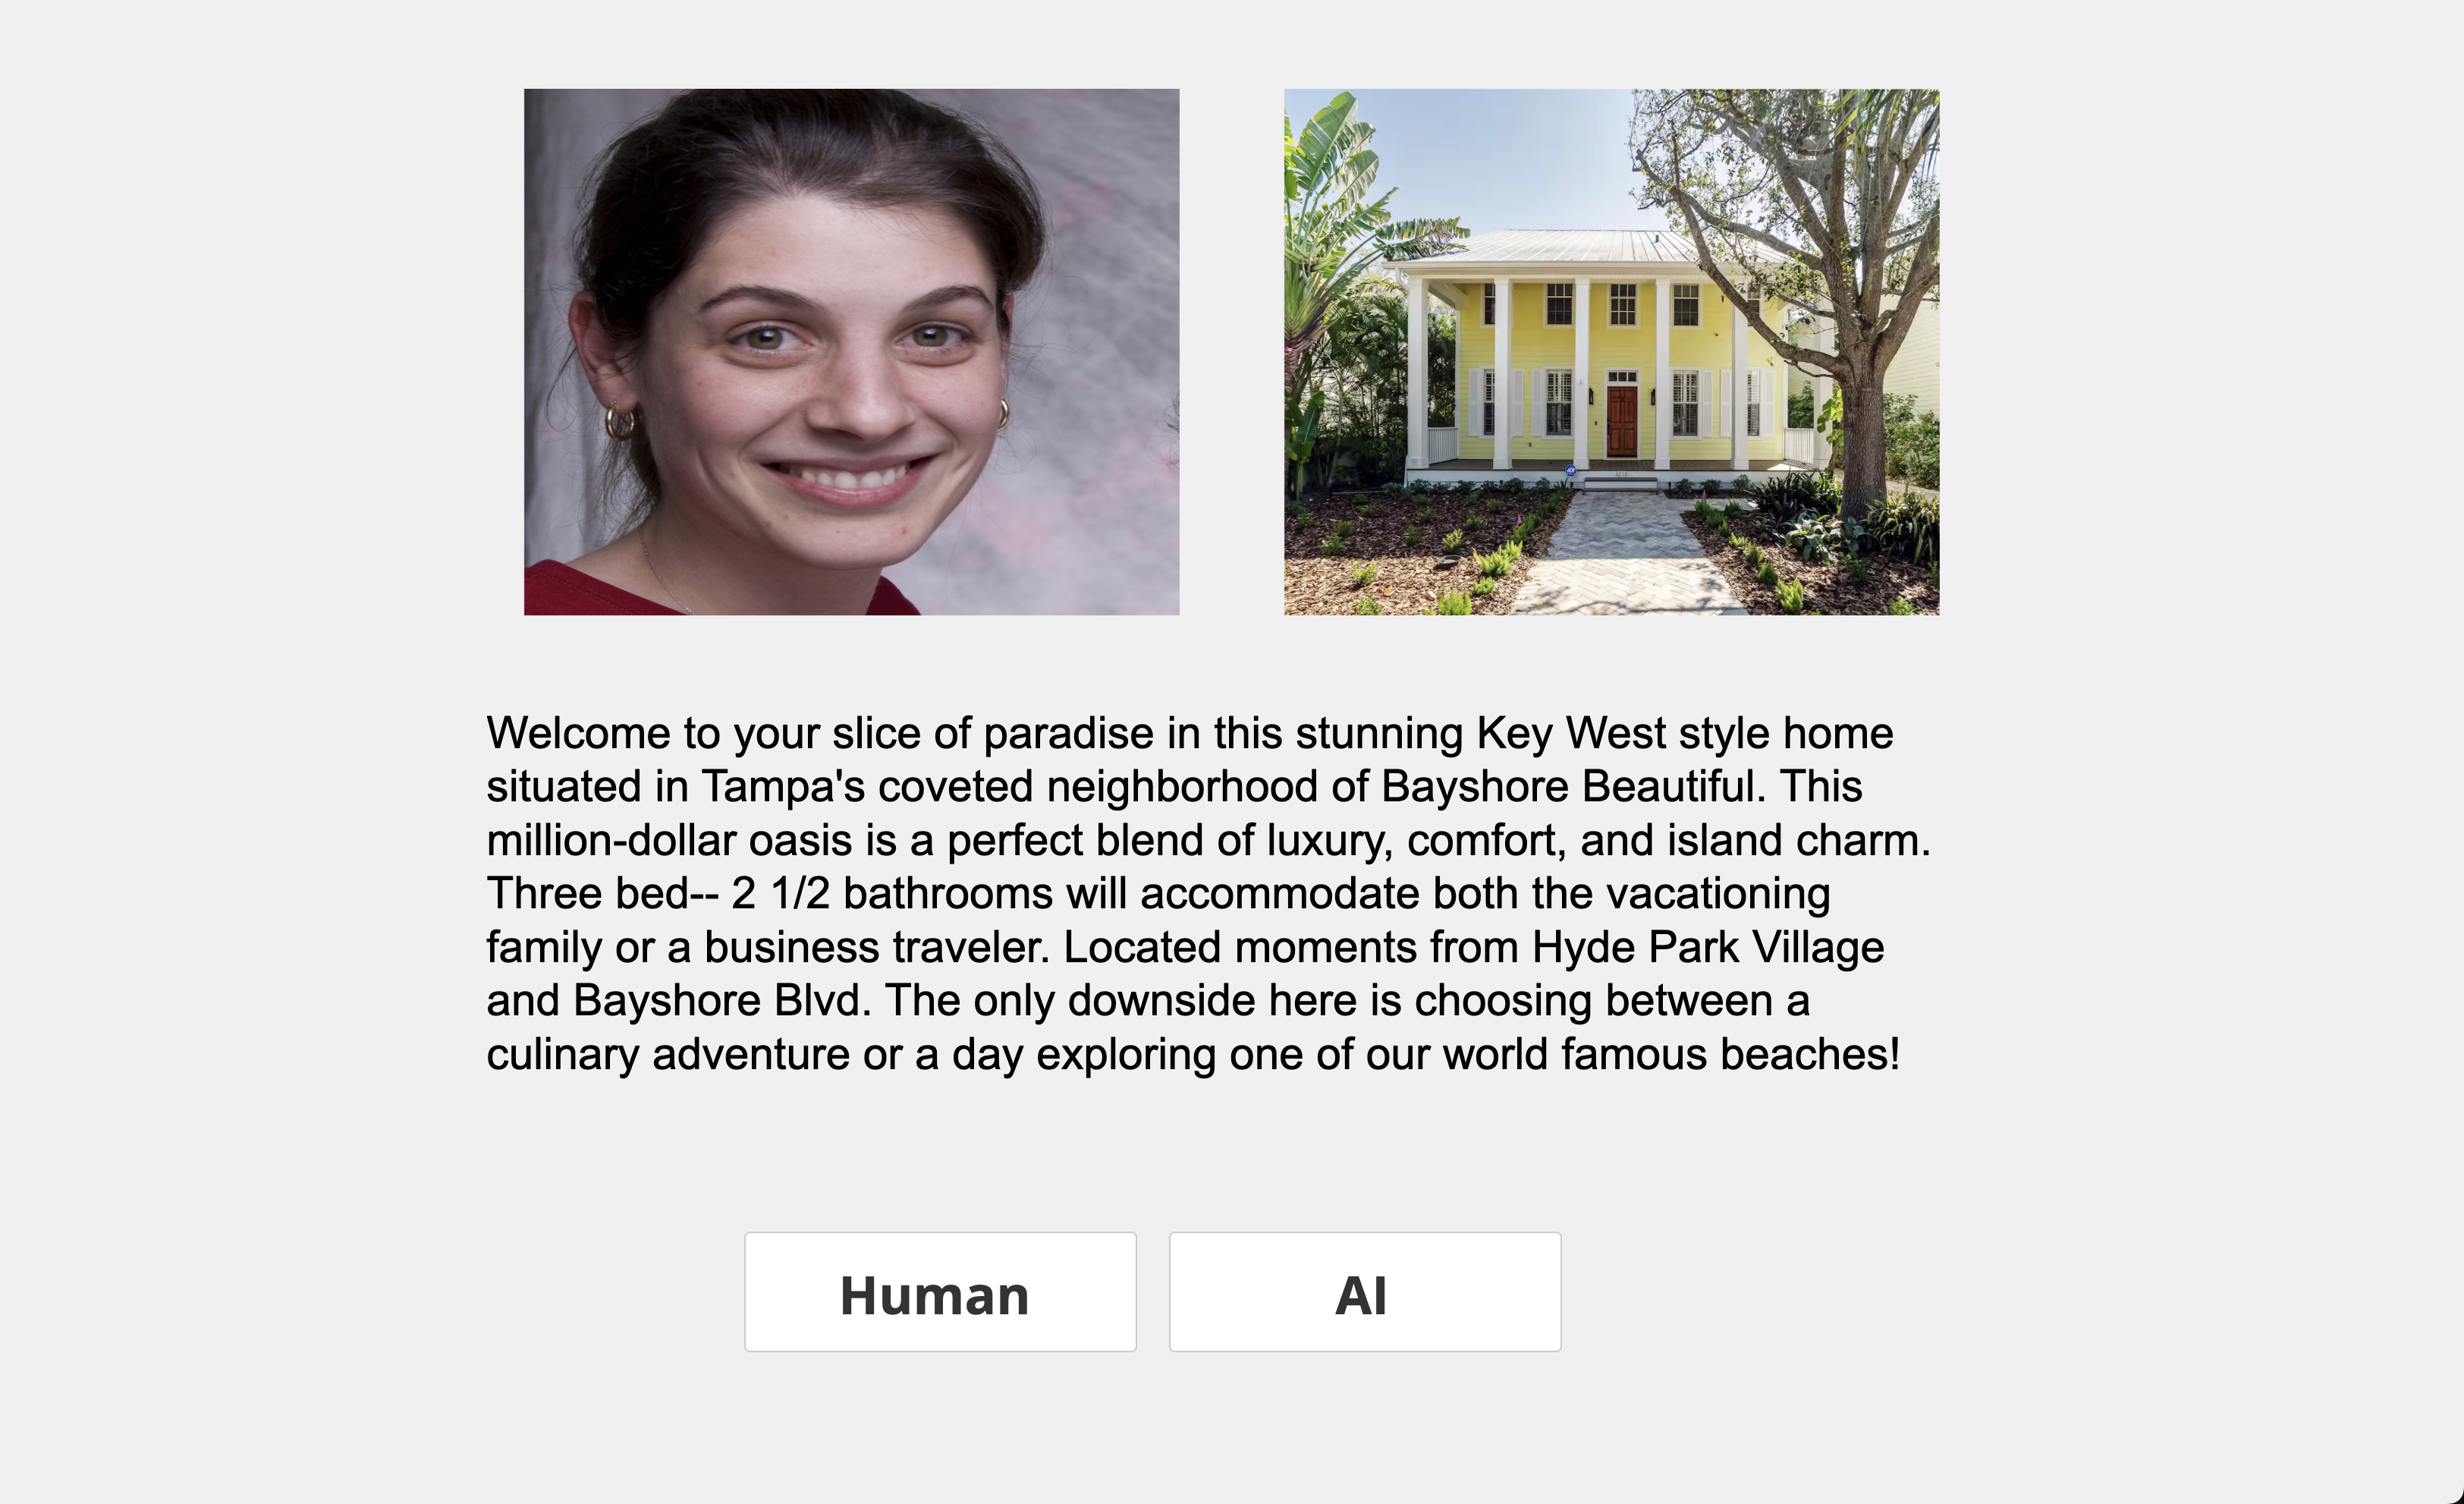 Welcome to your slice of paradise in this stunning Key West style home
situated in Tampa's coveted neighborhood of Bayshore Beautiful. This
million-dollar oasis is a perfect blend of luxury, comfort, and island charm.
Three bed-- 2 1/2 bathrooms will accommodate both the vacationing
family or a business traveler. Located moments from Hyde Park Village
and Bayshore Blvd. The only downside here is choosing between a
culinary adventure or a day exploring one of our world famous beaches!
Human
AI